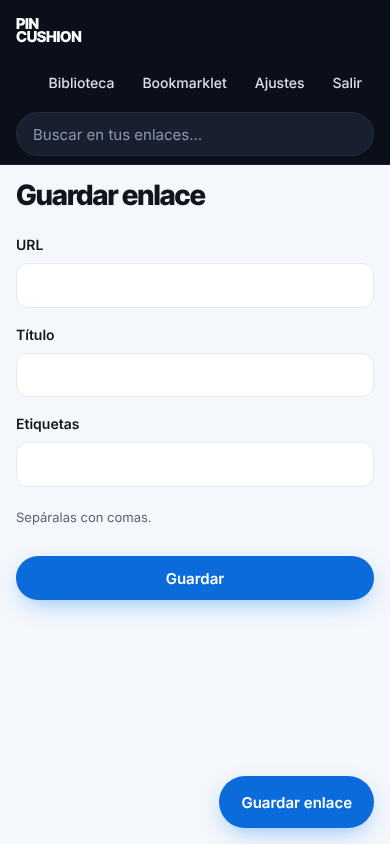 PIN
CUSHION
Biblioteca Bookmarklet Ajustes Salir
Buscar en tus enlaces...
Guardar enlace
URL
Título
Etiquetas
Sepáralas con comas.
Guardar
Guardar enlace